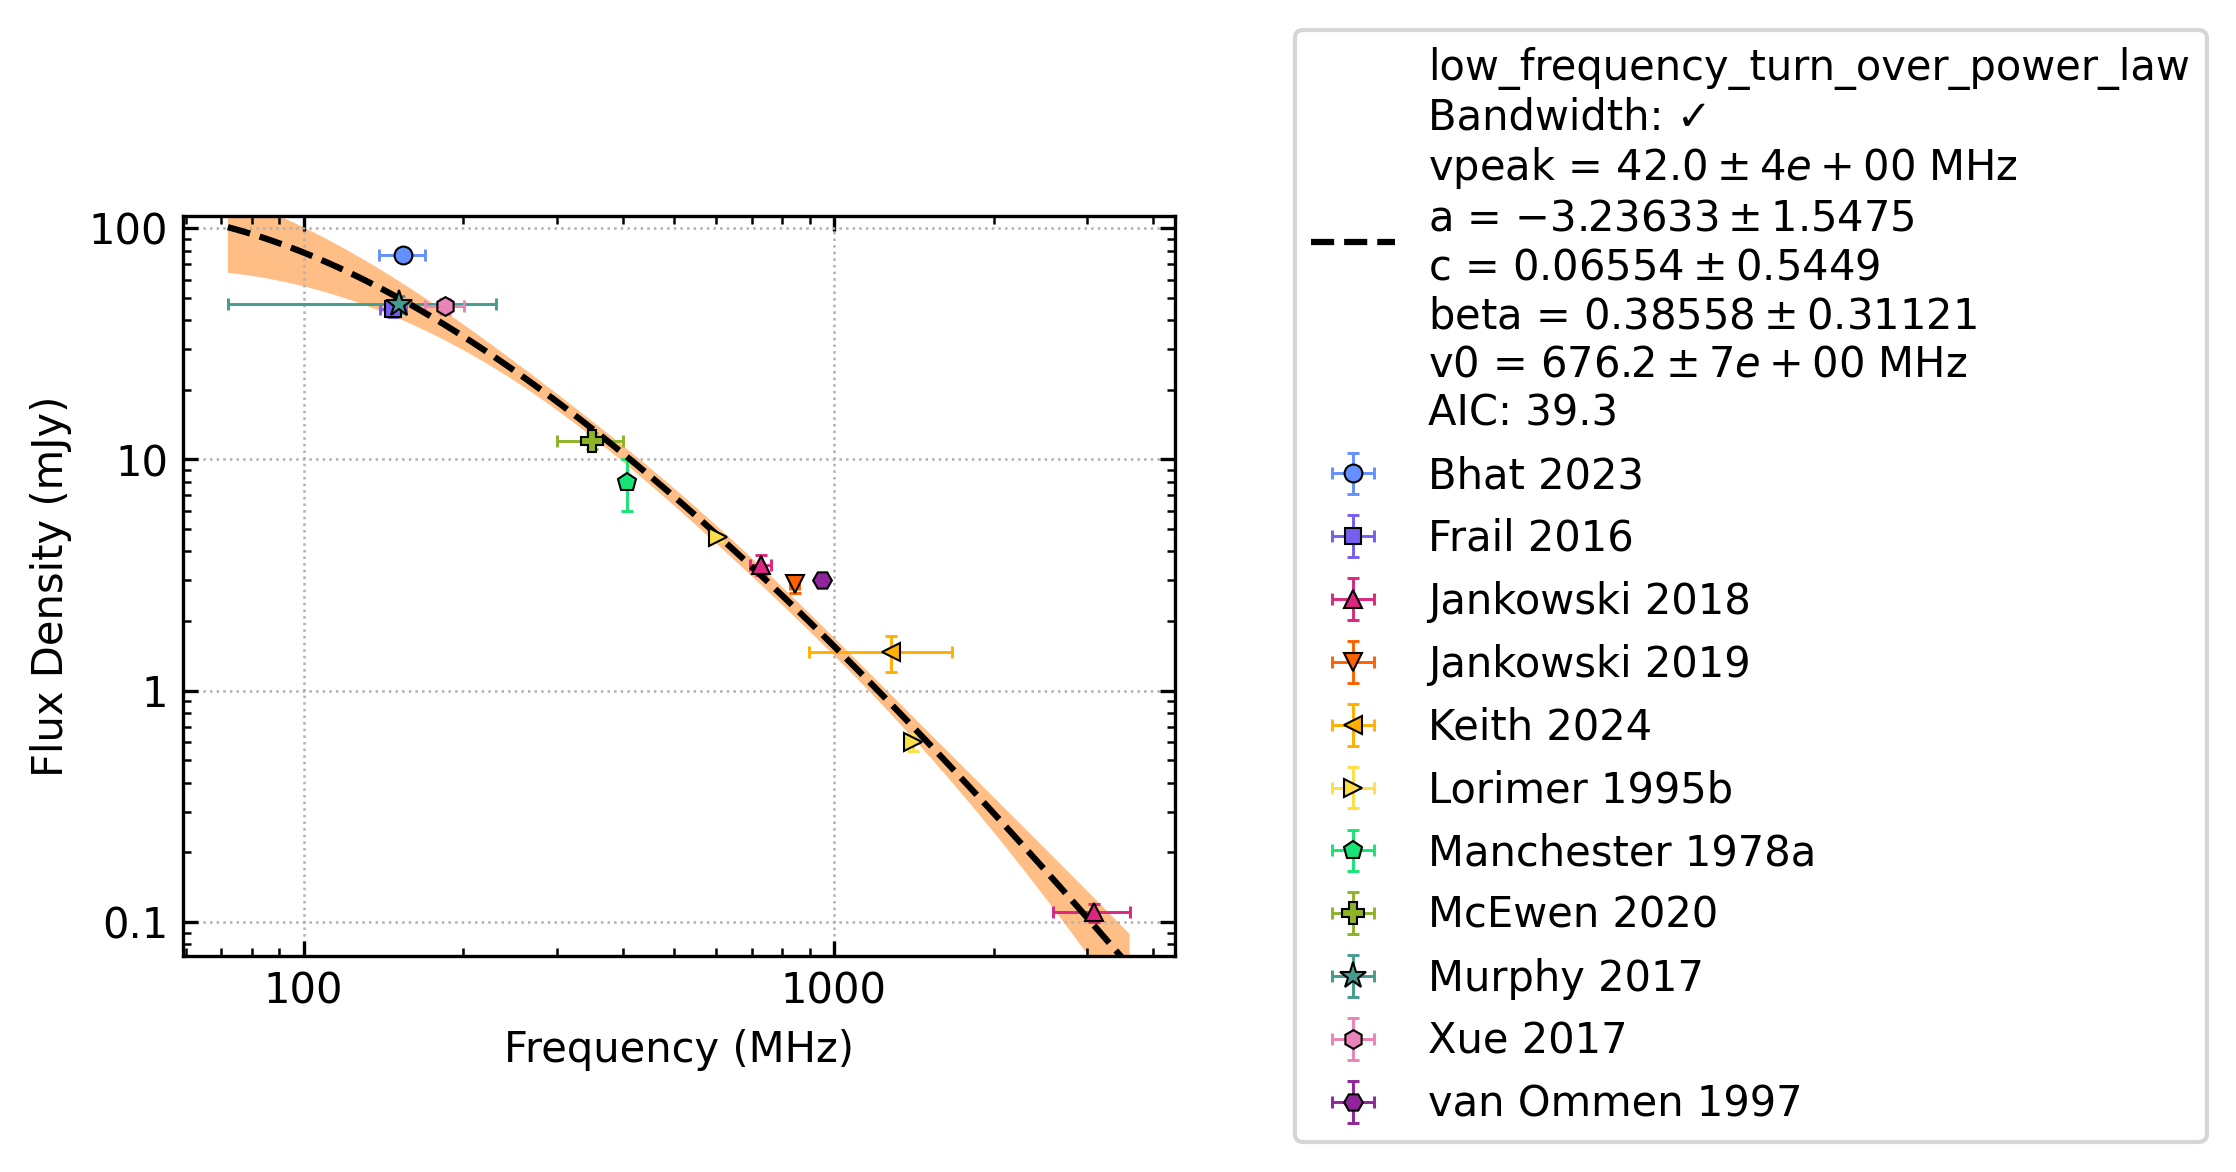 low_frequency_turn_over_power_law
Bandwidth: ✓
vpeak = 42.0 ± 4e + 00 MHz
a = −3.23633 ± 1.5475
c = 0.06554 ± 0.5449
beta = 0.38558 ± 0.31121
v0 = 676.2 ± 7e + 00 MHz
AIC: 39.3
Bhat 2023
Frail 2016
Jankowski 2018
Jankowski 2019
Keith 2024
Lorimer 1995b
Manchester 1978a
McEwen 2020
Murphy 2017
Xue 2017
van Ommen 1997
Flux Density (mJy)
100
10
1
0.1
100
1000
Frequency (MHz)